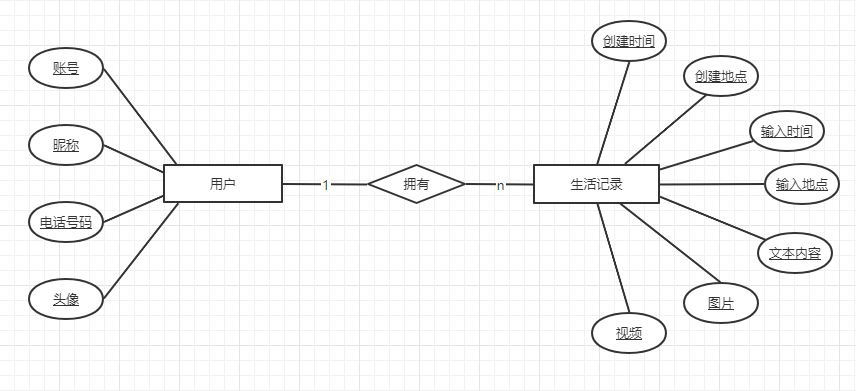 账号
昵称
电话号码
头像
用户
1
拥有
n
生活记录
创建时间
创建地点
输入时间
输入地点
文本内容
图片
视频